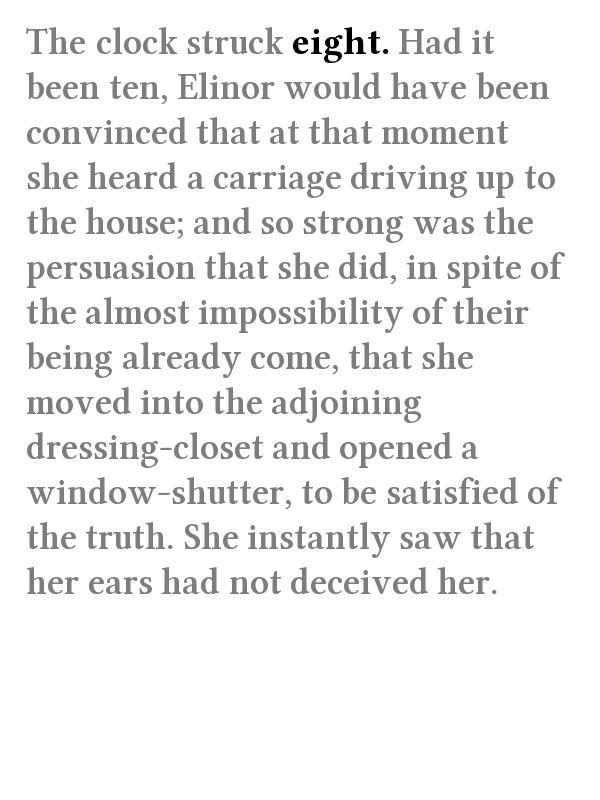 The clock struck eight. Had it
been ten, Elinor would have been
convinced that at that moment
she heard a carriage driving up to
the house; and so strong was the
persuasion that she did, in spite of
the almost impossibility of their
being already come, that she
moved into the adjoining
dressing-closet and opened a
window-shutter, to be satisfied of
the truth. She instantly saw that
her ears had not deceived her.